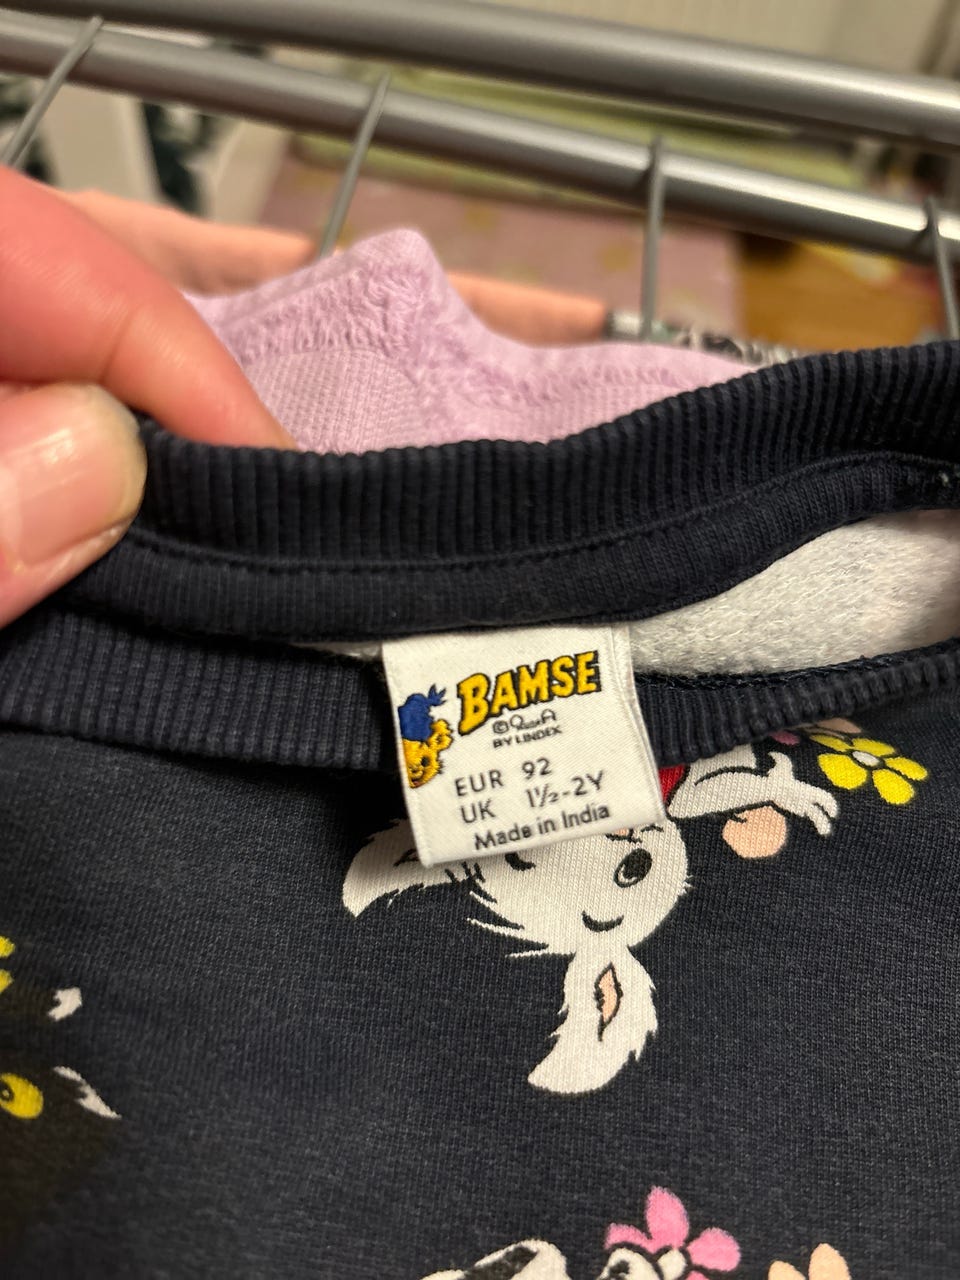 BAMSE
©
BY LINDEX
EUR 92
UK 1½-2Y
Made in India